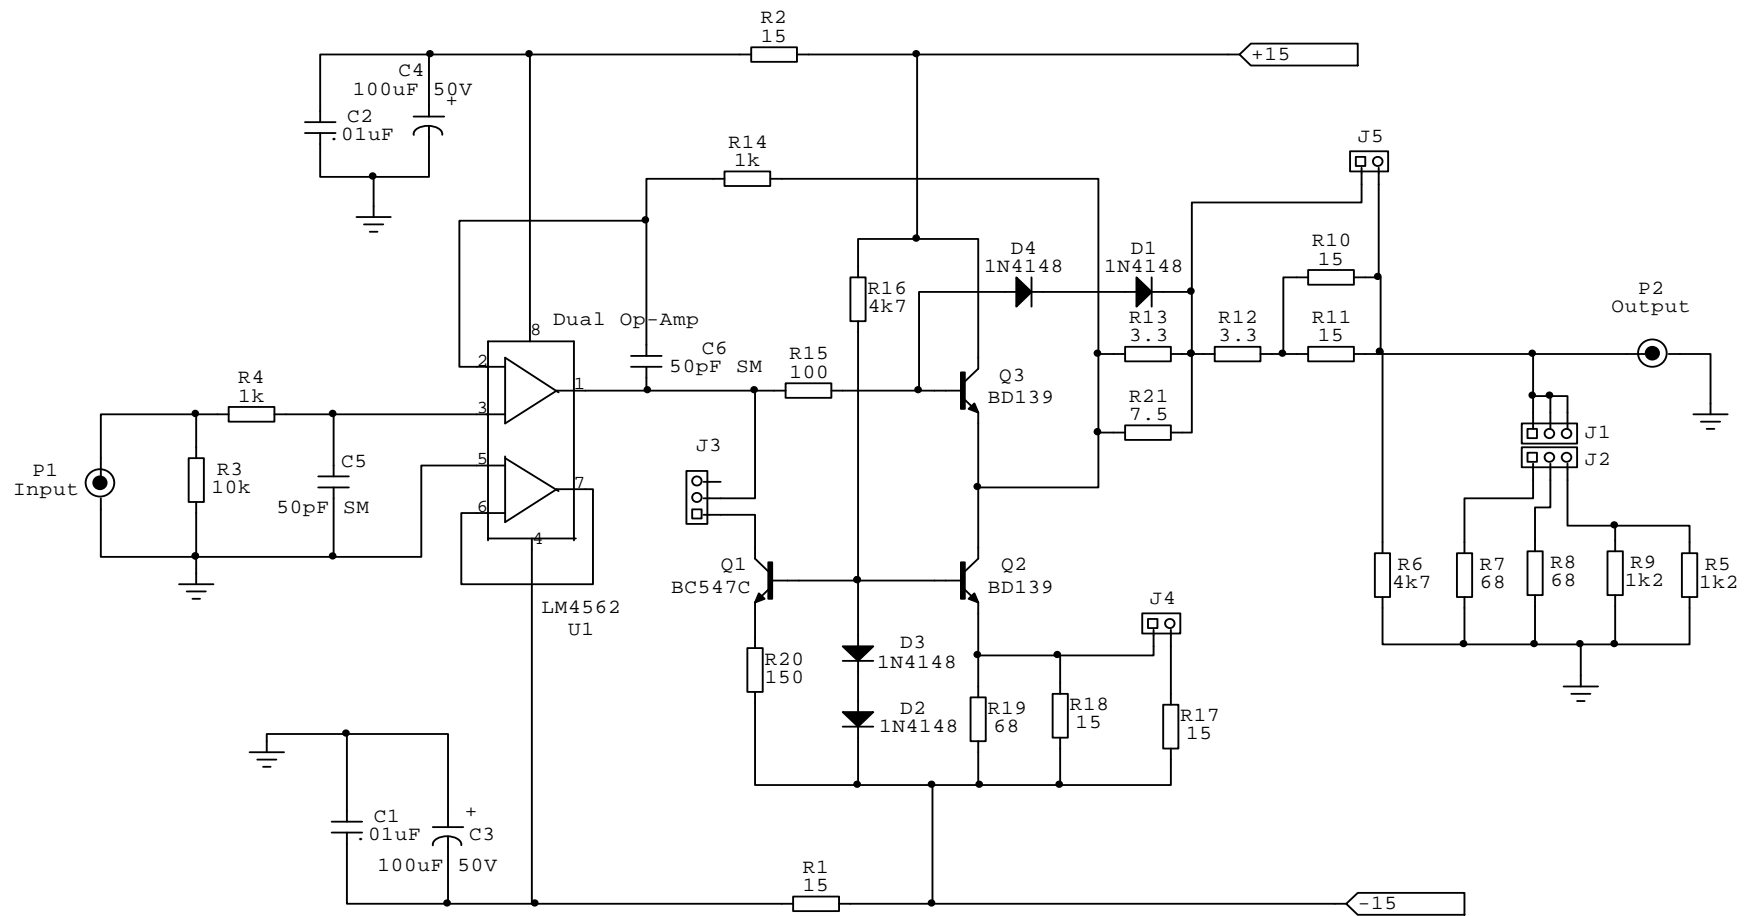 R2
15
+15
C4
100uF 50V
+
C2
.01uF
J5
R14
1k
R10
15
D4
1N4148
D1
1N4148
R16
4k7
P2
Output
8
Dual Op-Amp
R13
3.3
R12
3.3
R11
15
C6
50pF SM
R15
100
2
1
3
R4
1k
Q3
BD139
R21
7.5
J1
J2
J3
P1
Input
R3
10k
C5
50pF SM
5
7
6
4
Q1
BC547C
Q2
BD139
R6
4k7
R7
68
R8
68
R9
1k2
R5
1k2
LM4562
U1
J4
D3
1N4148
R20
150
D2
1N4148
R19
68
R18
15
R17
15
C1
.01uF
+
C3
100uF 50V
R1
15
-15